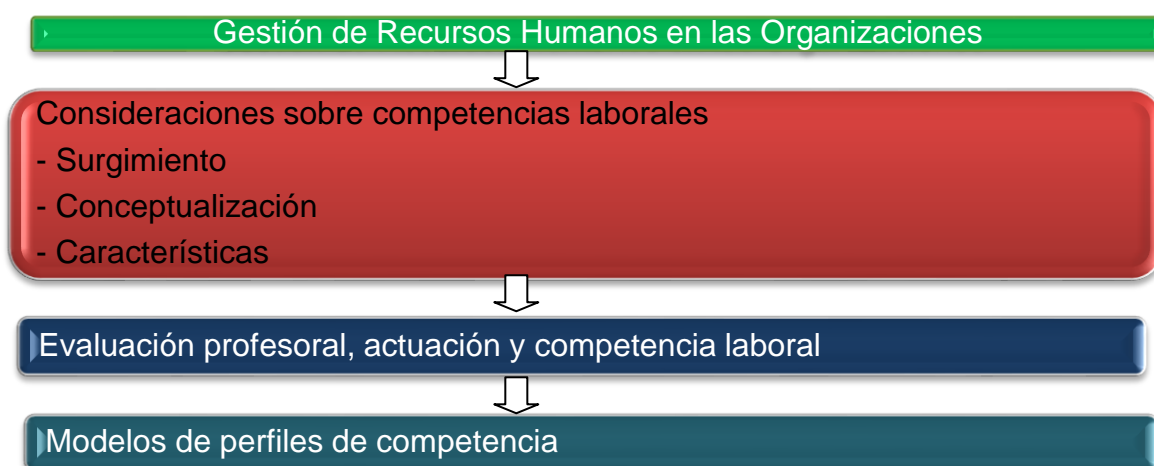 Gestión de Recursos Humanos en las Organizaciones
Consideraciones sobre competencias laborales
- Surgimiento
- Conceptualización
- Características
Evaluación profesoral, actuación y competencia laboral
Modelos de perfiles de competencia